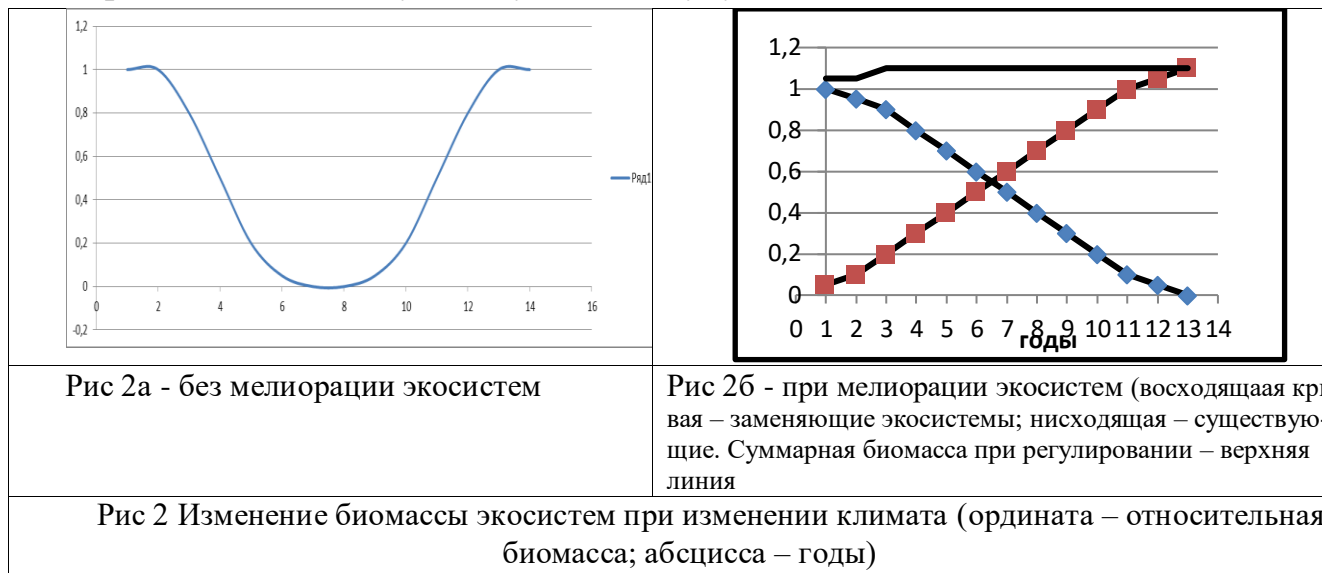 1,2
1
0,8
0,6
0,4
0,2
0
-0,2
0 2 4 6 8 10 12 14 16
Ряд1
1,2
1
0,8
0,6
0,4
0,2
0
0 1 2 3 4 5 6 7 8 9 10 11 12 13 14
годы
Рис 2а - без мелиорации экосистем
Рис 2б - при мелиорации экосистем (восходящаая кри
вая – заменяющие экосистемы; нисходящая – существую-
щие. Суммарная биомасса при регулировании – верхняя
линия
Рис 2 Изменение биомассы экосистем при изменении климата (ордината – относительная
биомасса; абсцисса – годы)